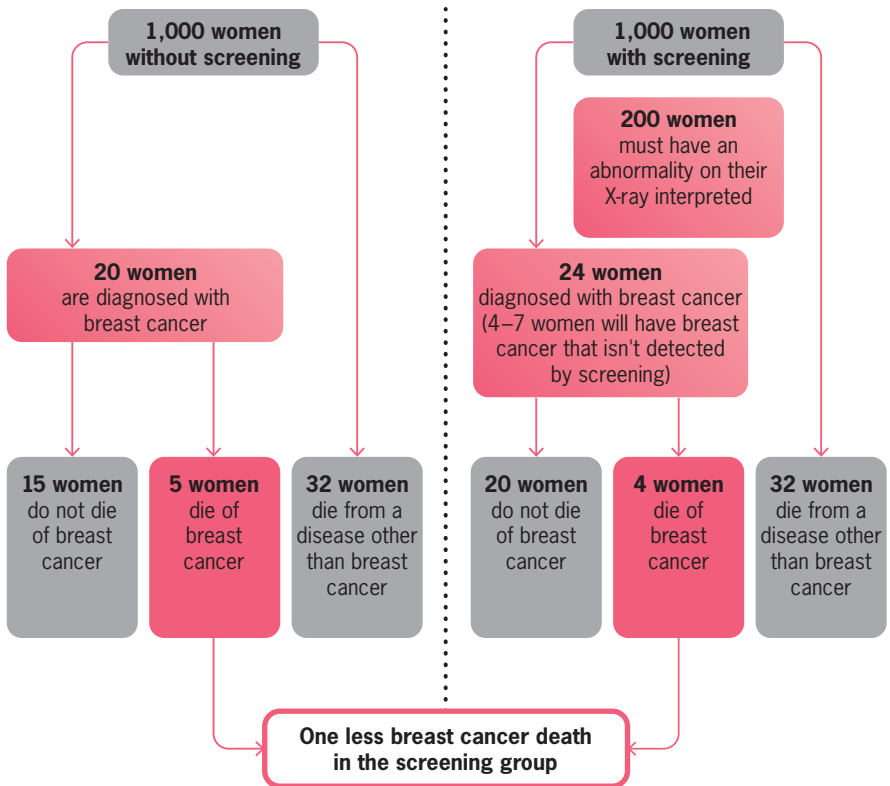 1,000 women
without screening
20 women
are diagnosed with
breast cancer
15 women
do not die
of breast
cancer
5 women
die of
breast
cancer
32 women
die from a
disease other
than breast
cancer
1,000 women
with screening
200 women
must have an
abnormality on their
X-ray interpreted
24 women
diagnosed with breast cancer
(4–7 women will have breast
cancer that isn't detected
by screening)
20 women
do not die
of breast
cancer
4 women
die of
breast
cancer
32 women
die from a
disease other
than breast
cancer
One less breast cancer death
in the screening group